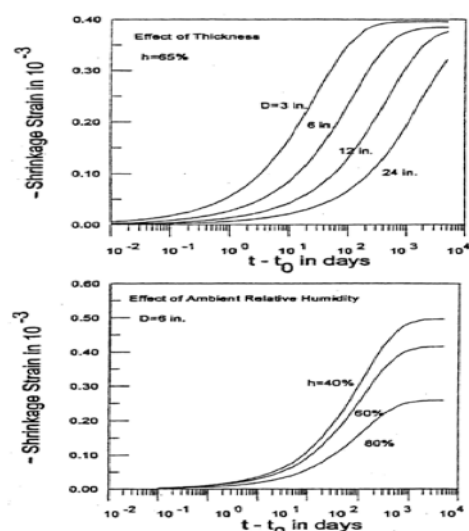 Effect of Thickness
h=65%
D=3 in.
6 in.
12 in.
24 in.
0.40
0.30
0.20
0.10
0.00
- Shrinkage Strain in 10⁻³
10⁻² 10⁻¹ 10⁰ 10¹ 10² 10³ 10⁴
t - t₀ in days
Effect of Ambient Relative Humidity
D=6 in.
h=40%
60%
80%
0.60
0.50
0.40
0.30
0.20
0.10
0.00
- Shrinkage Strain in 10⁻³
10⁻² 10⁻¹ 10⁰ 10¹ 10² 10³ 10⁴
t - t₀ in days